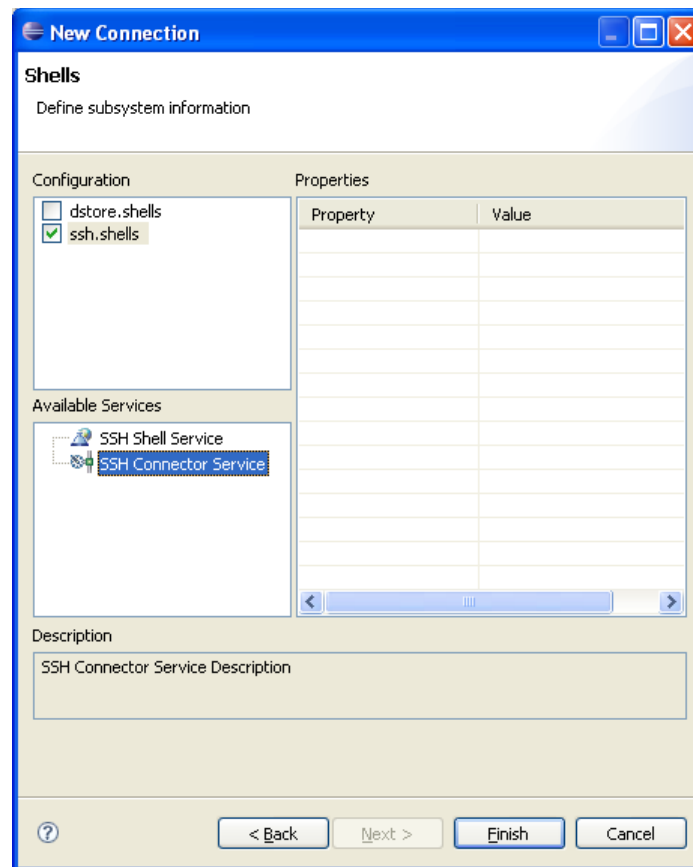 New Connection
Shells
Define subsystem information
Configuration
dstore.shells
ssh.shells
Properties
Property Value
Available Services
SSH Shell Service
SSH Connector Service
Description
SSH Connector Service Description
? < Back Next > Finish Cancel